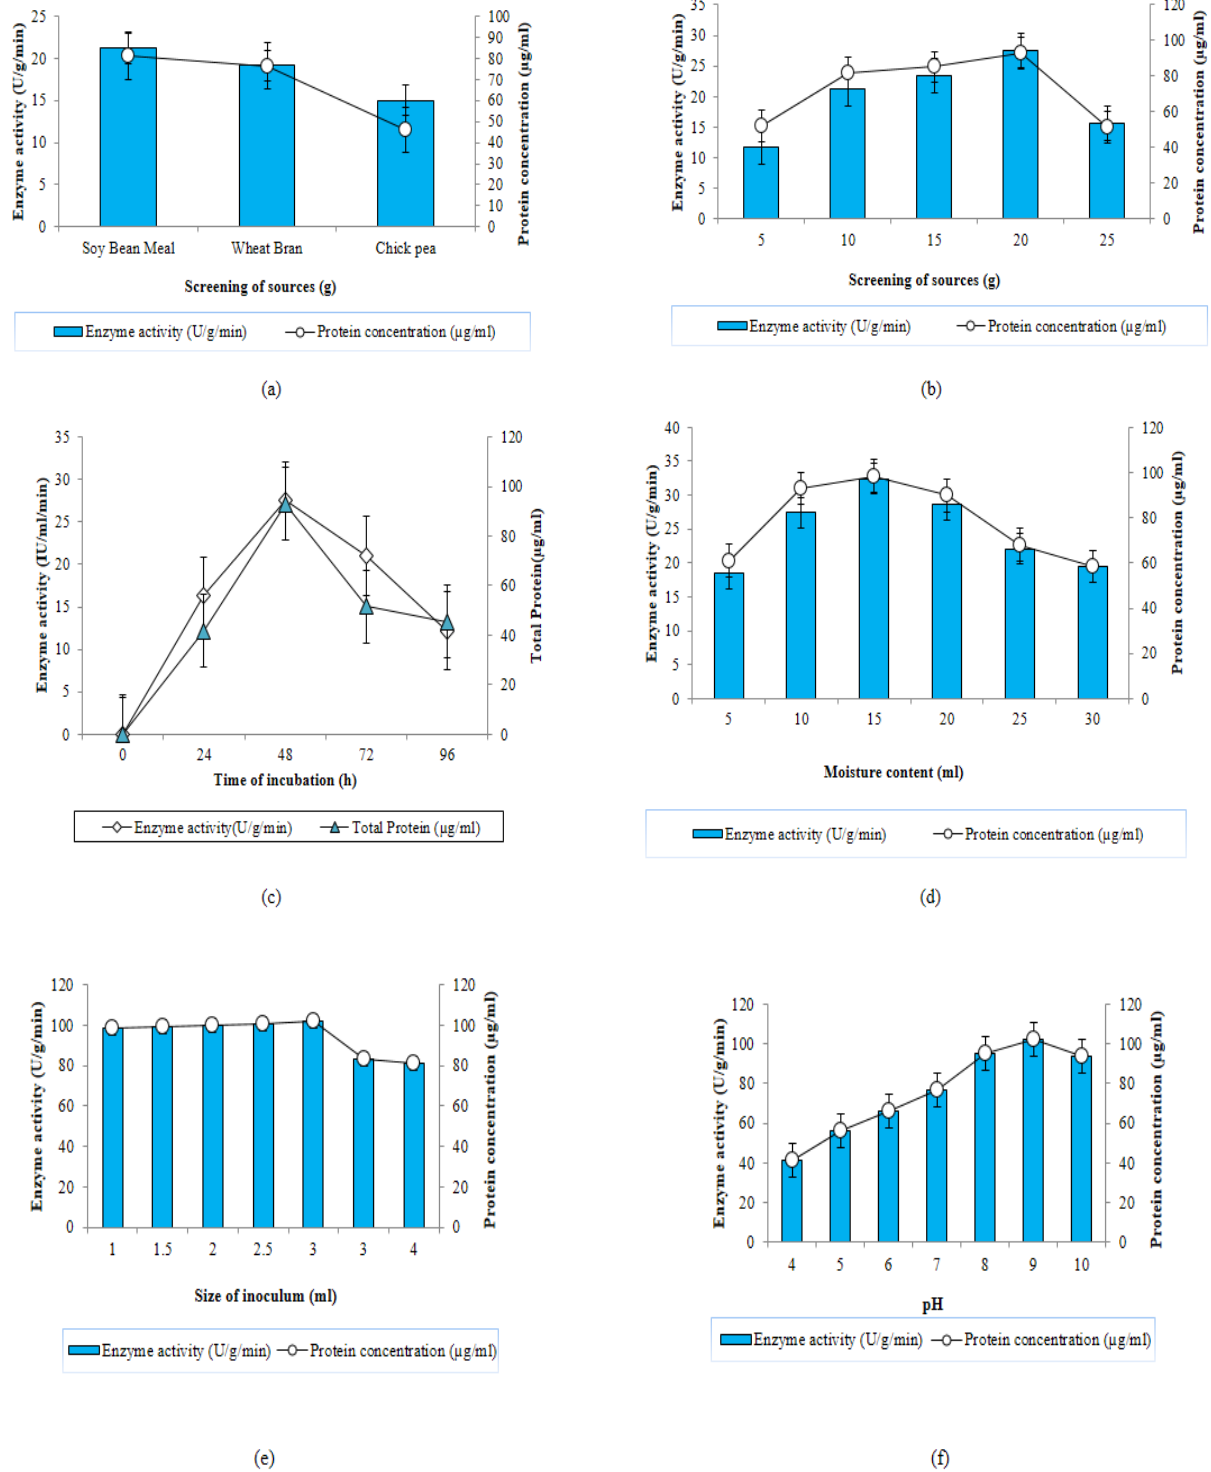 Enzyme activity (U/g/min)
25
20
15
10
5
0
100
90
80
70
60
50
40
30
20
10
0
Protein concentration (µg/ml)
Soy Bean Meal Wheat Bran Chick pea
Screening of sources (g)
Enzyme activity (U/g/min) Protein concentration (µg/ml)
(a)
Enzyme activity (U/g/min)
35
30
25
20
15
10
5
0
120
100
80
60
40
20
0
Protein concentration (µg/ml)
5 10 15 20 25
Screening of sources (g)
Enzyme activity (U/g/min) Protein concentration (µg/ml)
(b)
Enzyme activity (IU/ml/min)
35
30
25
20
15
10
5
0
120
100
80
60
40
20
0
Total Protein(µg/ml)
0 24 48 72 96
Time of incubation (h)
Enzyme activity(U/g/min) Total Protein (µg/ml)
(c)
Enzyme activity (U/g/min)
40
35
30
25
20
15
10
5
0
120
100
80
60
40
20
0
Protein concentration (µg/ml)
5 10 15 20 25 30
Moisture content (ml)
Enzyme activity (U/g/min) Protein concentration (µg/ml)
(d)
Enzyme activity (U/g/min)
120
100
80
60
40
20
0
120
100
80
60
40
20
0
Protein concentration (µg/ml)
1 1.5 2 2.5 3 3 4
Size of inoculum (ml)
Enzyme activity (U/g/min) Protein concentration (µg/ml)
(e)
Enzyme activity (U/g/min)
120
100
80
60
40
20
0
120
100
80
60
40
20
0
Protein concentration (µg/ml)
4 5 6 7 8 9 10
pH
Enzyme activity (U/g/min) Protein concentration (µg/ml)
(f)